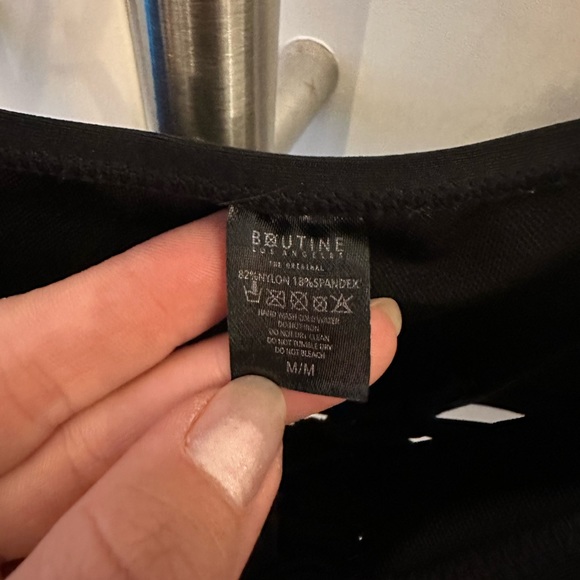 BOUTINE
LOS ANGELES
THE ORIGINAL
82%NYLON 18%SPANDEX
HAND WASH COLD WATER
DO NOT IRON
DO NOT DRY CLEAN
DO NOT TUMBLE DRY
DO NOT BLEACH
M/M